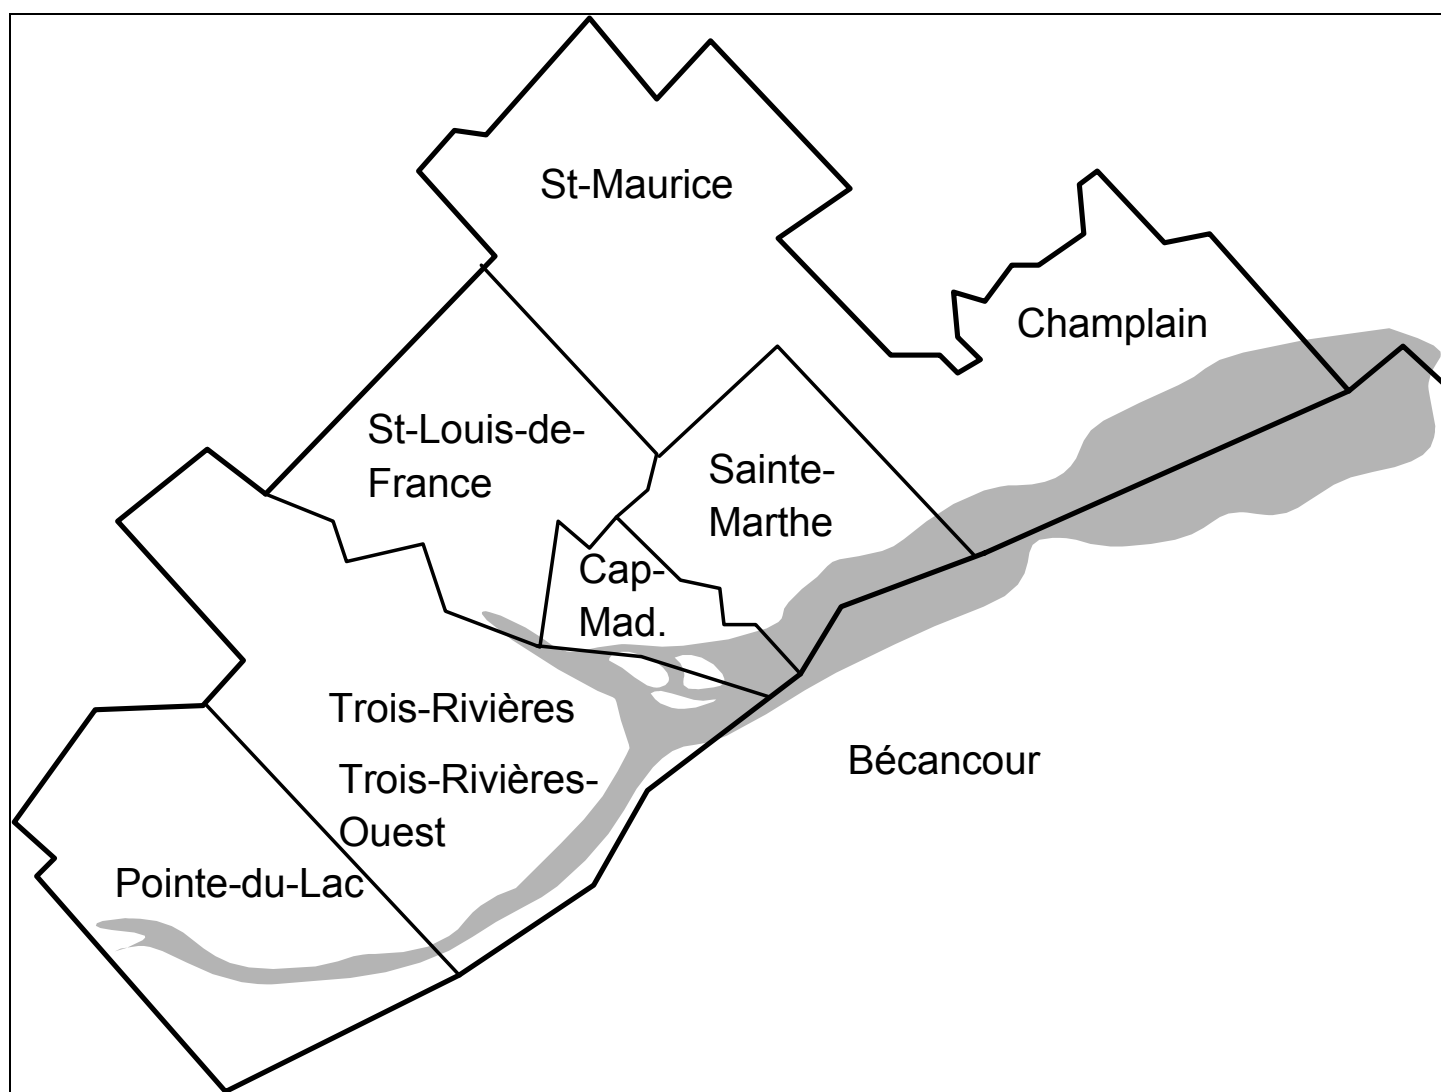 St-Maurice
Champlain
St-Louis-de-
France
Sainte-
Marthe
Cap-
Mad.
Trois-Rivières
Trois-Rivières-
Ouest
Bécancour
Pointe-du-Lac